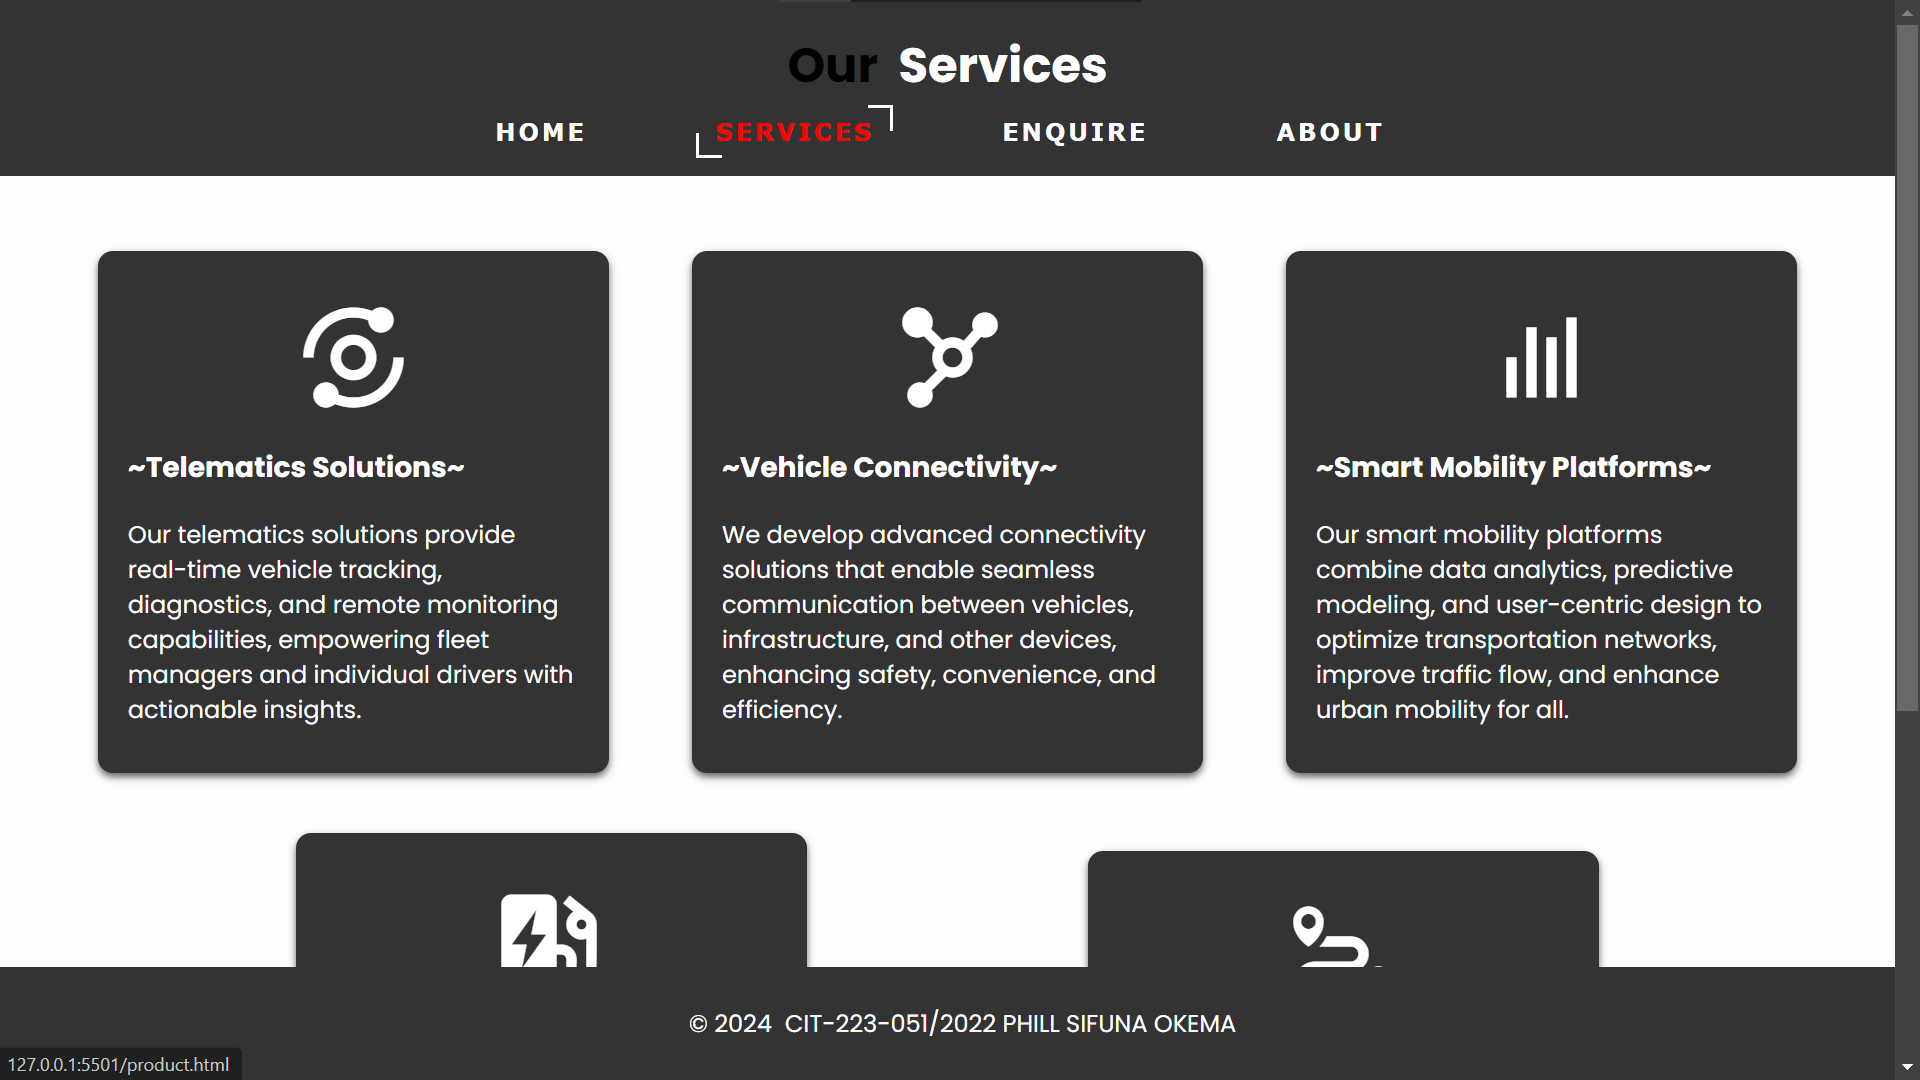 Our Services
HOME SERVICES ENQUIRE ABOUT
~Telematics Solutions~
Our telematics solutions provide
real-time vehicle tracking,
diagnostics, and remote monitoring
capabilities, empowering fleet
managers and individual drivers with
actionable insights.
~Vehicle Connectivity~
We develop advanced connectivity
solutions that enable seamless
communication between vehicles,
infrastructure, and other devices,
enhancing safety, convenience, and
efficiency.
~Smart Mobility Platforms~
Our smart mobility platforms
combine data analytics, predictive
modeling, and user-centric design to
optimize transportation networks,
improve traffic flow, and enhance
urban mobility for all.
© 2024 CIT-223-051/2022 PHILL SIFUNA OKEMA
127.0.0.1:5501/product.html